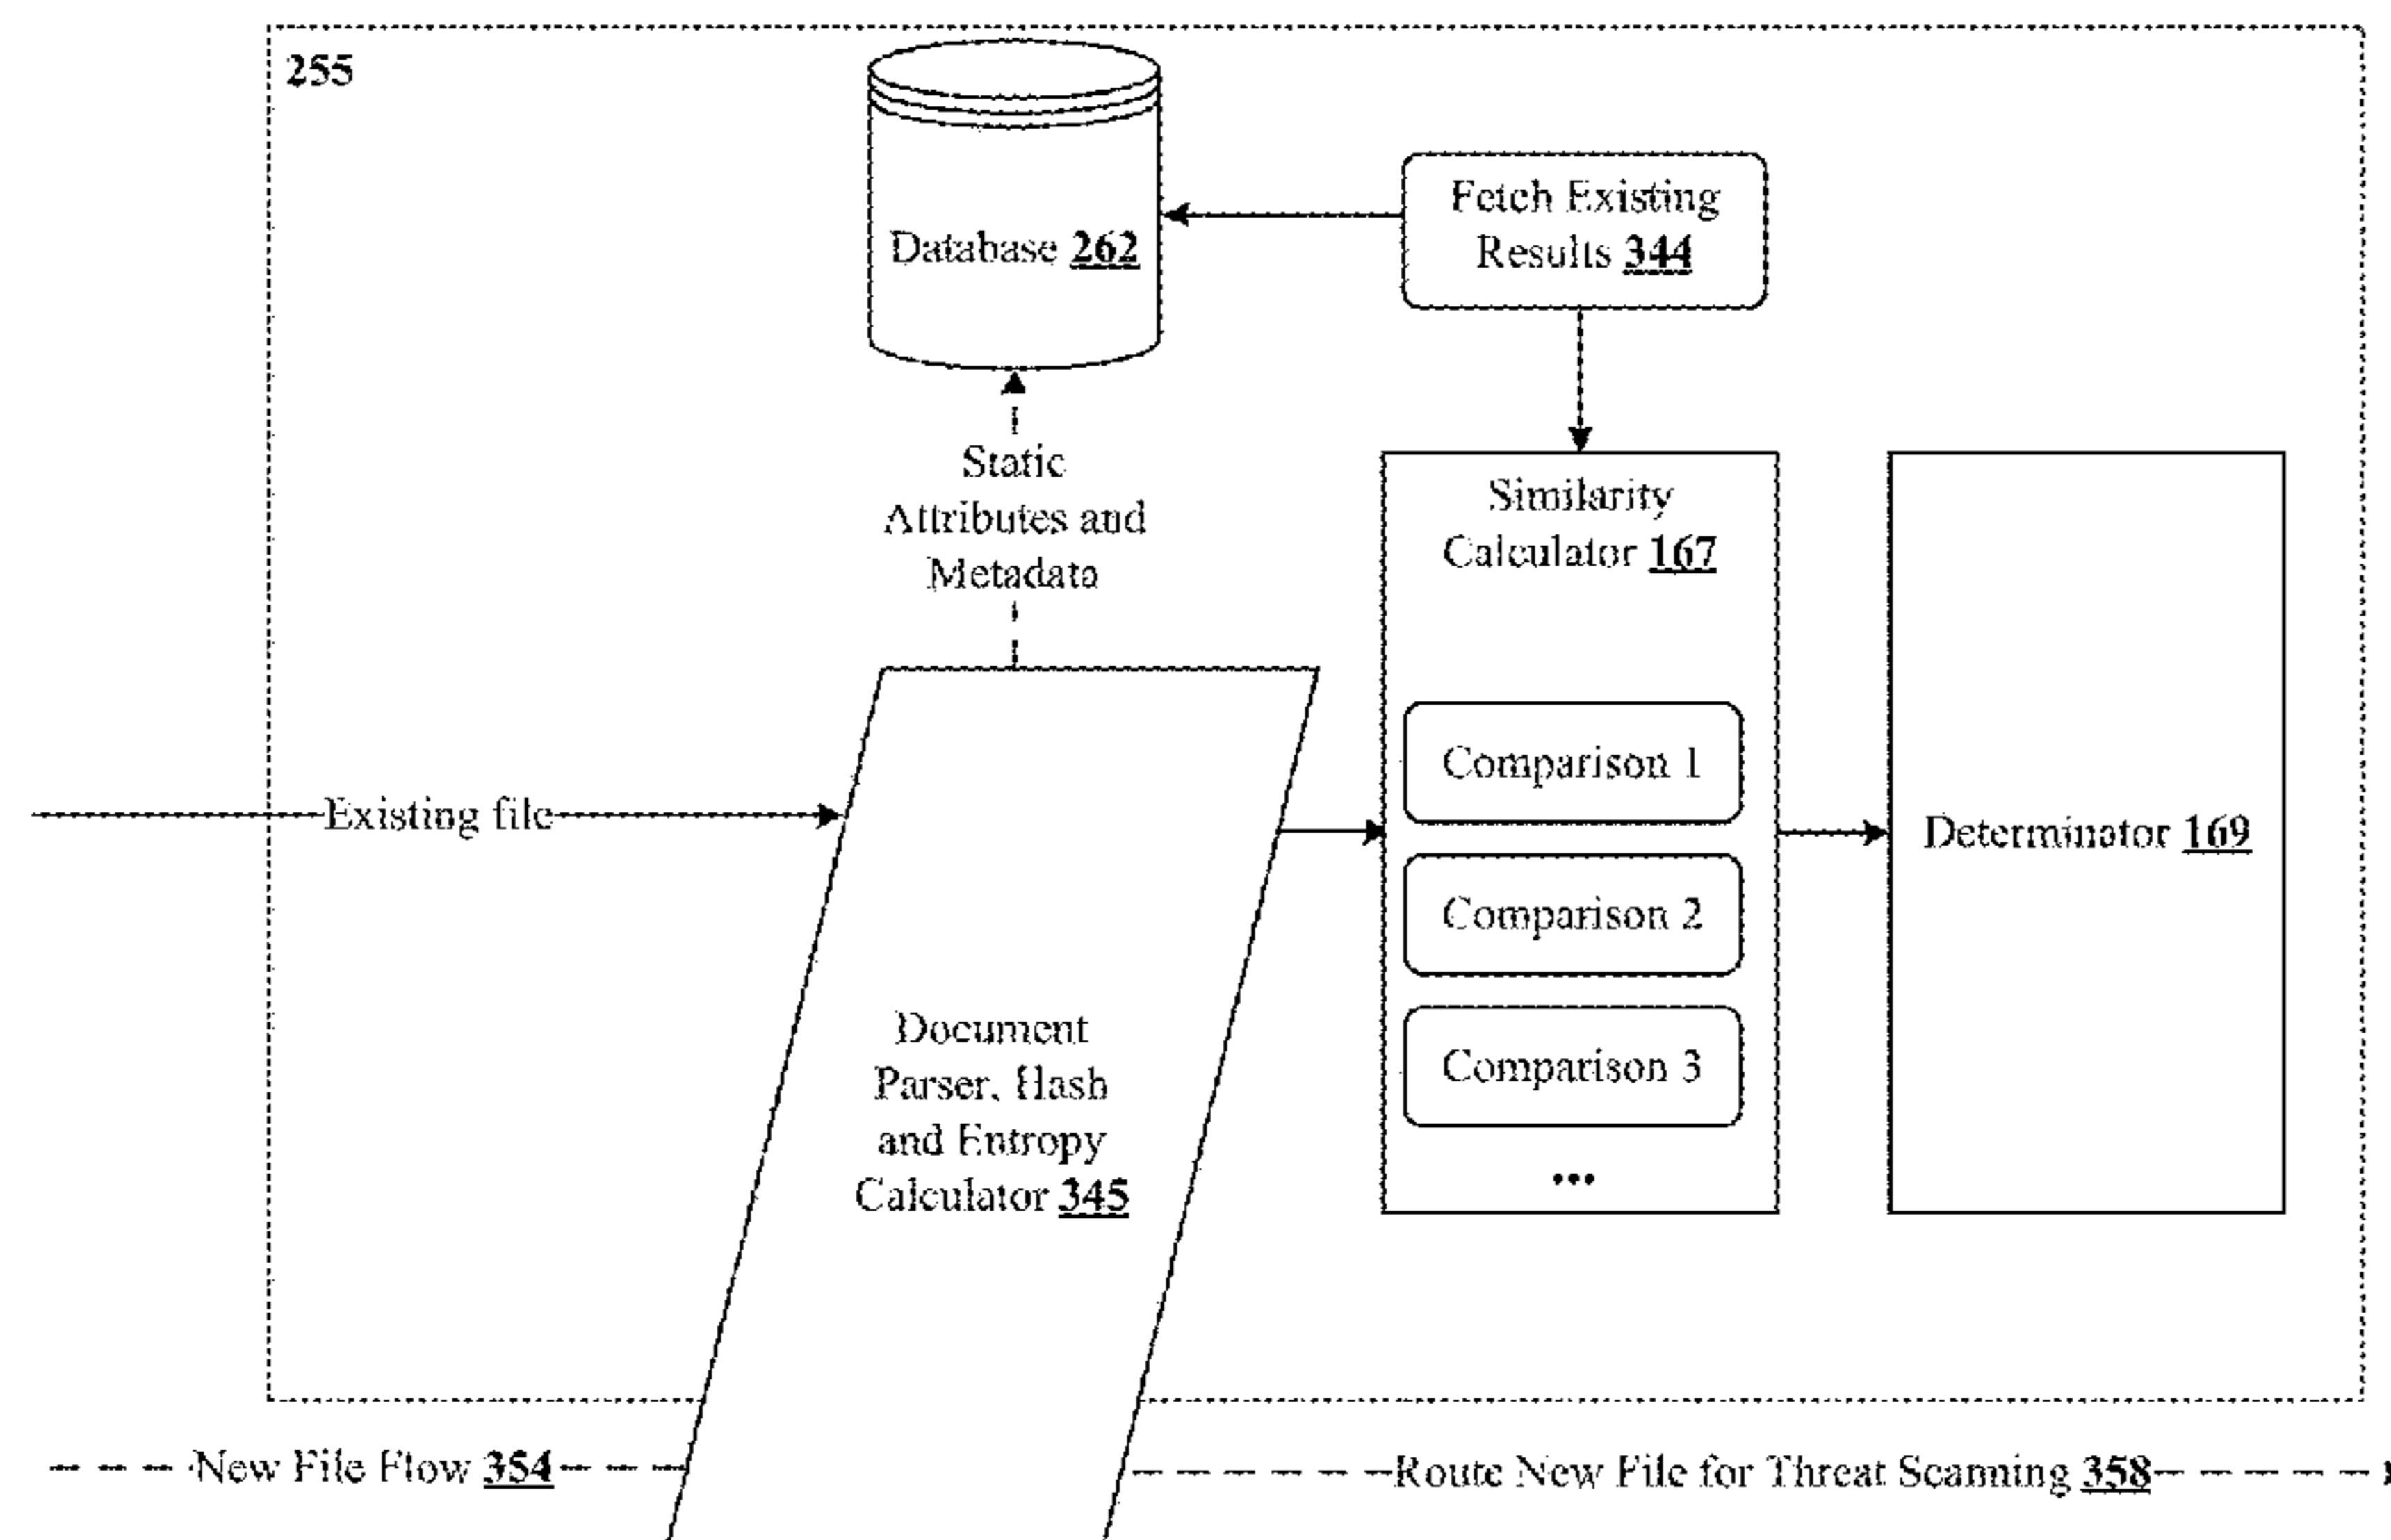 255
Database 262
Fetch Existing
Results 344
Static
Attributes and
Metadata
Similarity
Calculator 167
Existing file
Comparison 1
Comparison 2
Comparison 3
...
Determinator 169
Document
Parser, Hash
and Entropy
Calculator 345
New File Flow 354
Route New File for Threat Scanning 358